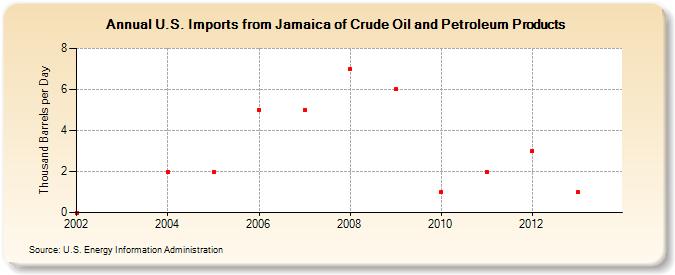 Annual U.S. Imports from Jamaica of Crude Oil and Petroleum Products
Thousand Barrels per Day
8
6
4
2
0
2002 2004 2006 2008 2010 2012
Source: U.S. Energy Information Administration